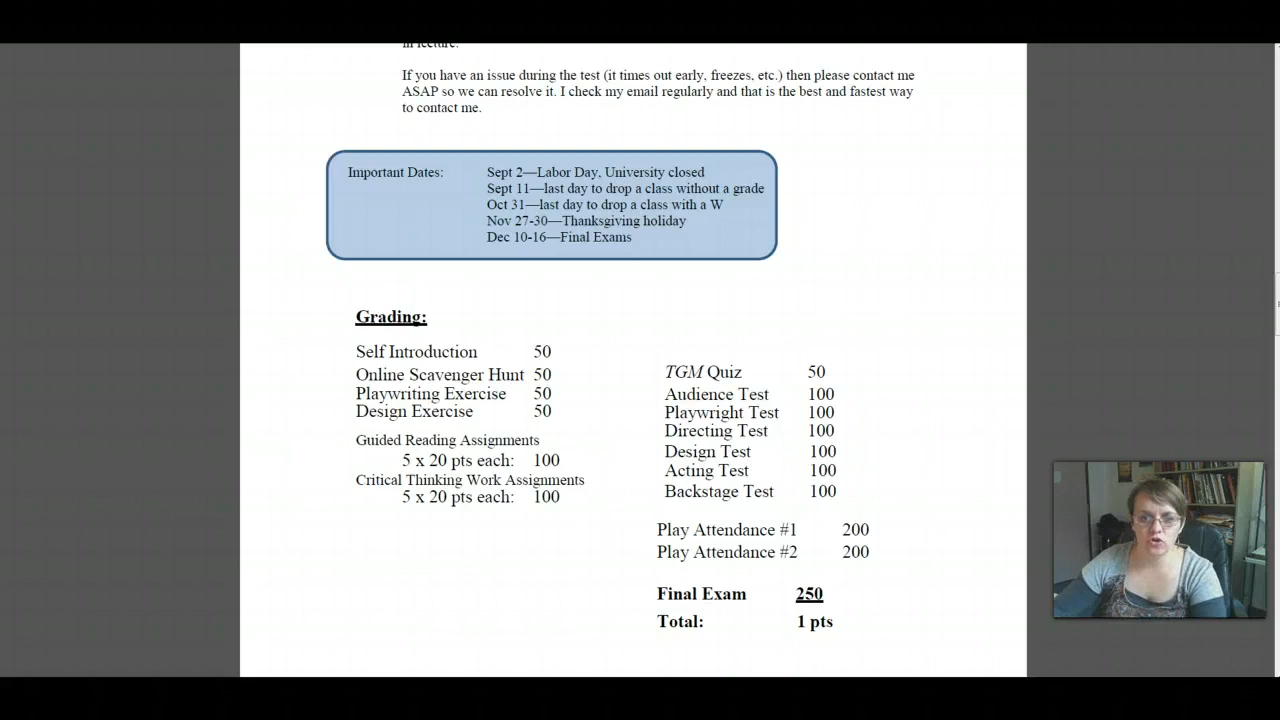 in lecture.
If you have an issue during the test (it times out early, freezes, etc.) then please contact me
ASAP so we can resolve it. I check my email regularly and that is the best and fastest way
to contact me.
Important Dates: Sept 2—Labor Day, University closed
Sept 11—last day to drop a class without a grade
Oct 31—last day to drop a class with a W
Nov 27-30—Thanksgiving holiday
Dec 10-16—Final Exams
Grading:
Self Introduction 50
Online Scavenger Hunt 50
Playwriting Exercise 50
Design Exercise 50
Guided Reading Assignments
5 x 20 pts each: 100
Critical Thinking Work Assignments
5 x 20 pts each: 100
TGM Quiz 50
Audience Test 100
Playwright Test 100
Directing Test 100
Design Test 100
Acting Test 100
Backstage Test 100
Play Attendance #1 200
Play Attendance #2 200
Final Exam 250
Total: 1 pts